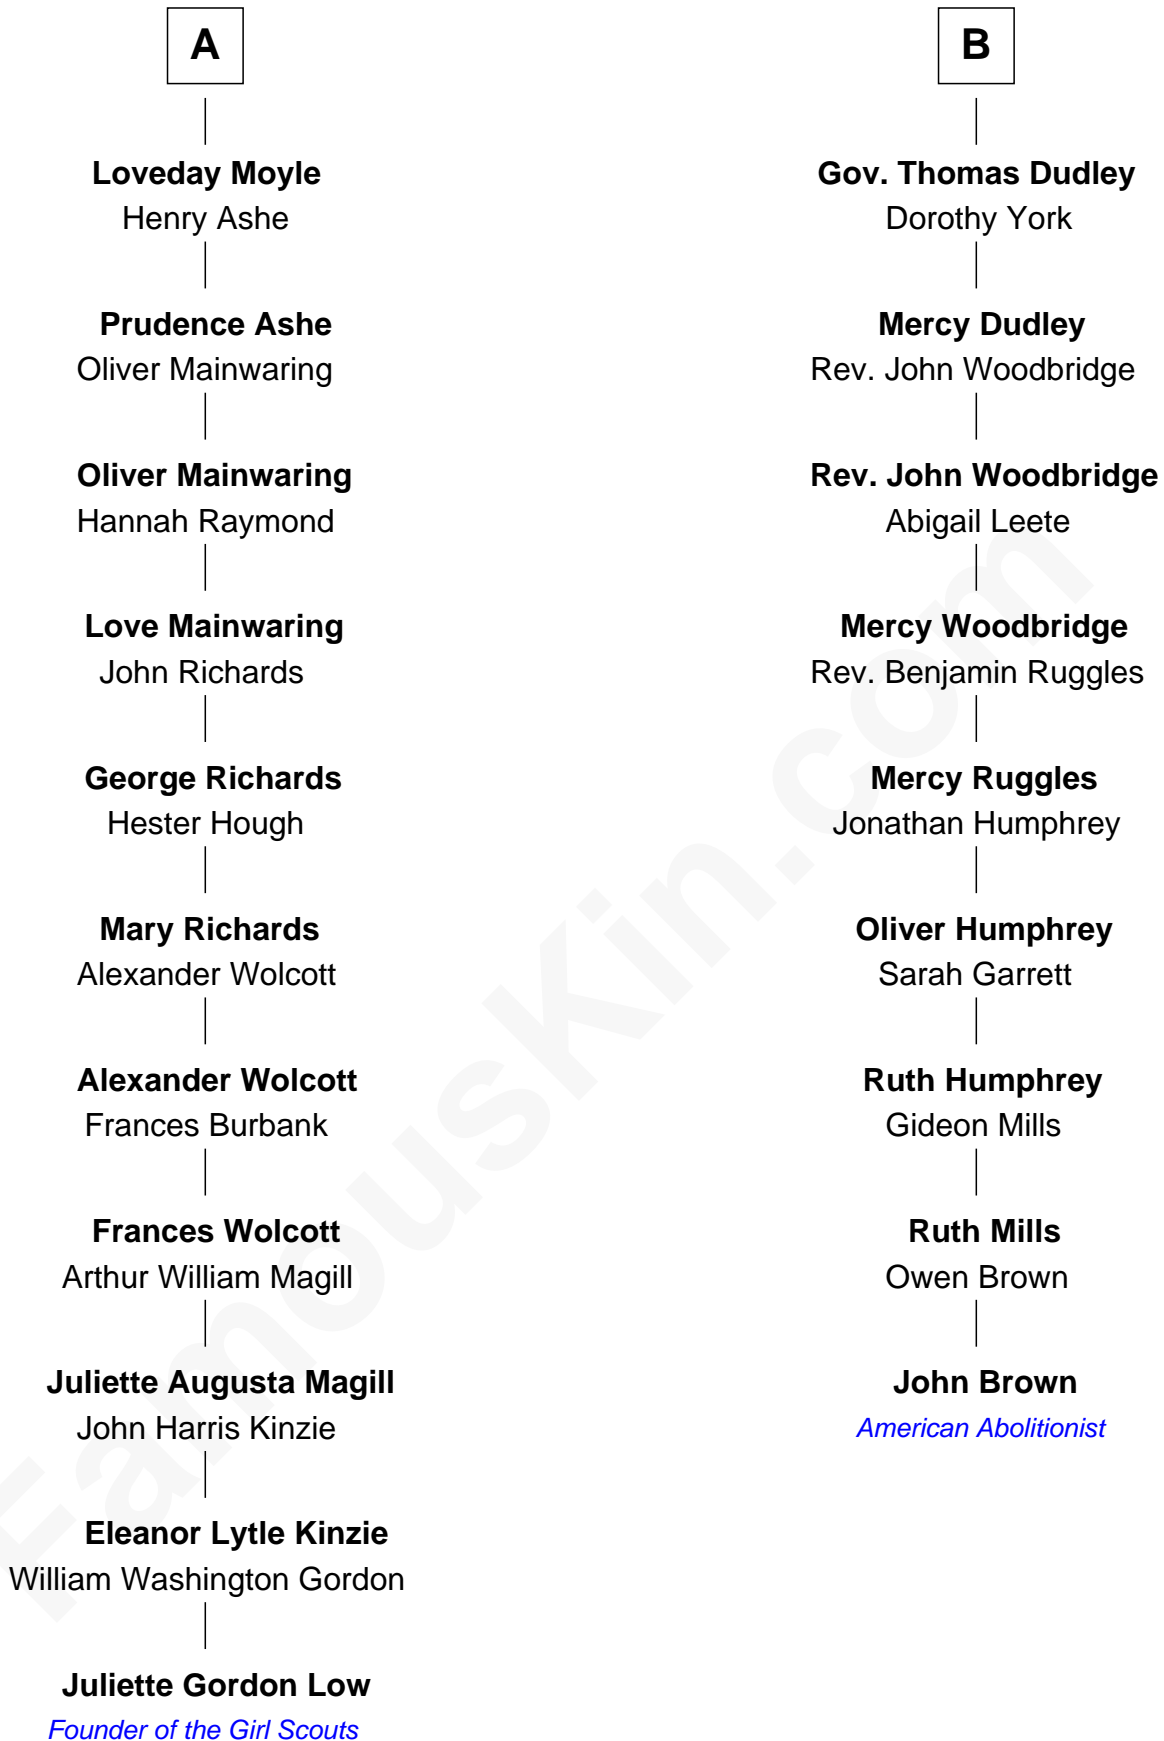 A
Loveday Moyle
Henry Ashe
Prudence Ashe
Oliver Mainwaring
Oliver Mainwaring
Hannah Raymond
Love Mainwaring
John Richards
George Richards
Hester Hough
Mary Richards
Alexander Wolcott
Alexander Wolcott
Frances Burbank
Frances Wolcott
Arthur William Magill
Juliette Augusta Magill
John Harris Kinzie
Eleanor Lytle Kinzie
William Washington Gordon
Juliette Gordon Low
Founder of the Girl Scouts
B
Gov. Thomas Dudley
Dorothy York
Mercy Dudley
Rev. John Woodbridge
Rev. John Woodbridge
Abigail Leete
Mercy Woodbridge
Rev. Benjamin Ruggles
Mercy Ruggles
Jonathan Humphrey
Oliver Humphrey
Sarah Garrett
Ruth Humphrey
Gideon Mills
Ruth Mills
Owen Brown
John Brown
American Abolitionist
FamousKin.com